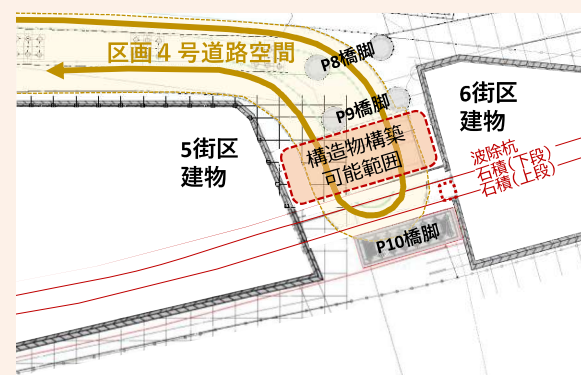 区画４号道路空間
P8橋脚
P9橋脚
6街区
建物
5街区
建物
構造物構築
可能範囲
波除杭
石積(下段)
石積(上段)
P10橋脚